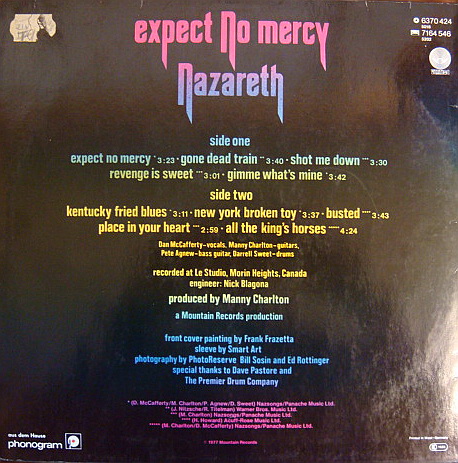 expect no mercy
Nazareth
6370 424
7164 546
side one
expect no mercy *3:23 • gone dead train **3:40 • shot me down ***3:30
revenge is sweet ***3:01 • gimme what's mine *3:42
side two
kentucky fried blues *3:11 • new york broken toy *3:37 • busted ****3:43
place in your heart ***2:59 • all the king's horses *****4:24
Dan McCafferty-vocals, Manny Charlton-guitars,
Pete Agnew-bass guitar, Darrell Sweet-drums
recorded at Le Studio, Morin Heights, Canada
engineer: Nick Blagona
produced by Manny Charlton
a Mountain Records production
front cover painting by Frank Frazetta
sleeve by Smart Art
photography by PhotoReserve Bill Sosin and Ed Rottinger
special thanks to Dave Pastore and
The Premier Drum Company
* (D. McCafferty/M. Charlton/P. Agnew/D. Sweet) Nazsongs/Panache Music Ltd.
** (J. Nitzsche/R. Titelman) Warner Bros. Music Ltd.
*** (M. Charlton) Nazsongs/Panache Music Ltd.
**** (H. Howard) Acuff-Rose Music Ltd.
***** (M. Charlton/D. McCafferty) Nazsongs/Panache Music Ltd.
aus dem House
phonogram
© 1977 Mountain Records
Printed in West-Germany